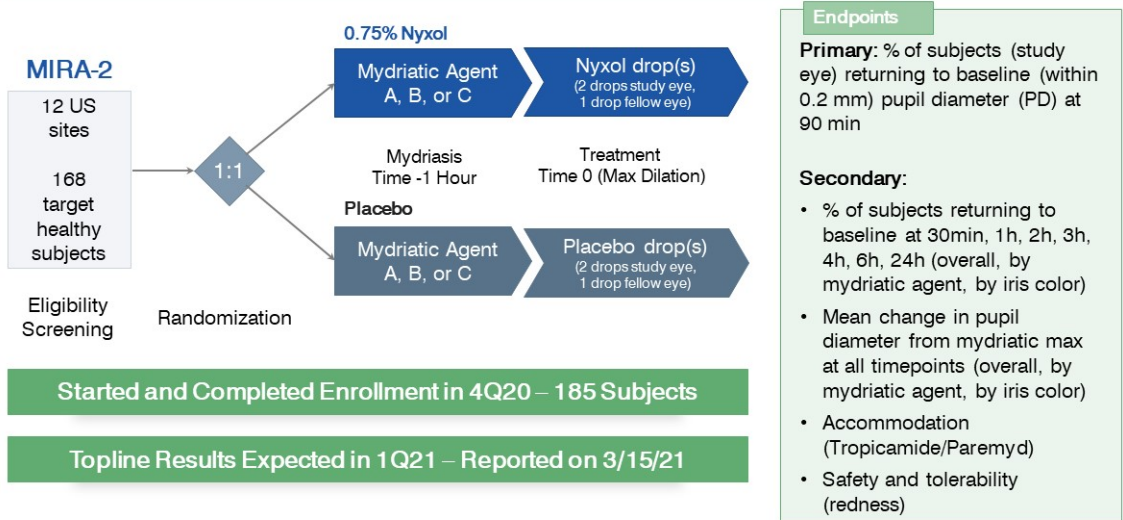 MIRA-2
12 US
sites
168
target
healthy
subjects
Eligibility
Screening
1:1
Randomization
0.75% Nyxol
Mydriatic Agent
A, B, or C
Nyxol drop(s)
(2 drops study eye,
1 drop fellow eye)
Mydriasis
Time -1 Hour
Treatment
Time 0 (Max Dilation)
Placebo
Mydriatic Agent
A, B, or C
Placebo drop(s)
(2 drops study eye,
1 drop fellow eye)
Started and Completed Enrollment in 4Q20 – 185 Subjects
Topline Results Expected in 1Q21 – Reported on 3/15/21
Endpoints
Primary: % of subjects (study
eye) returning to baseline (within
0.2 mm) pupil diameter (PD) at
90 min
Secondary:
• % of subjects returning to
baseline at 30min, 1h, 2h, 3h,
4h, 6h, 24h (overall, by
mydriatic agent, by iris color)
• Mean change in pupil
diameter from mydriatic max
at all timepoints (overall, by
mydriatic agent, by iris color)
• Accommodation
(Tropicamide/Paremyd)
• Safety and tolerability
(redness)